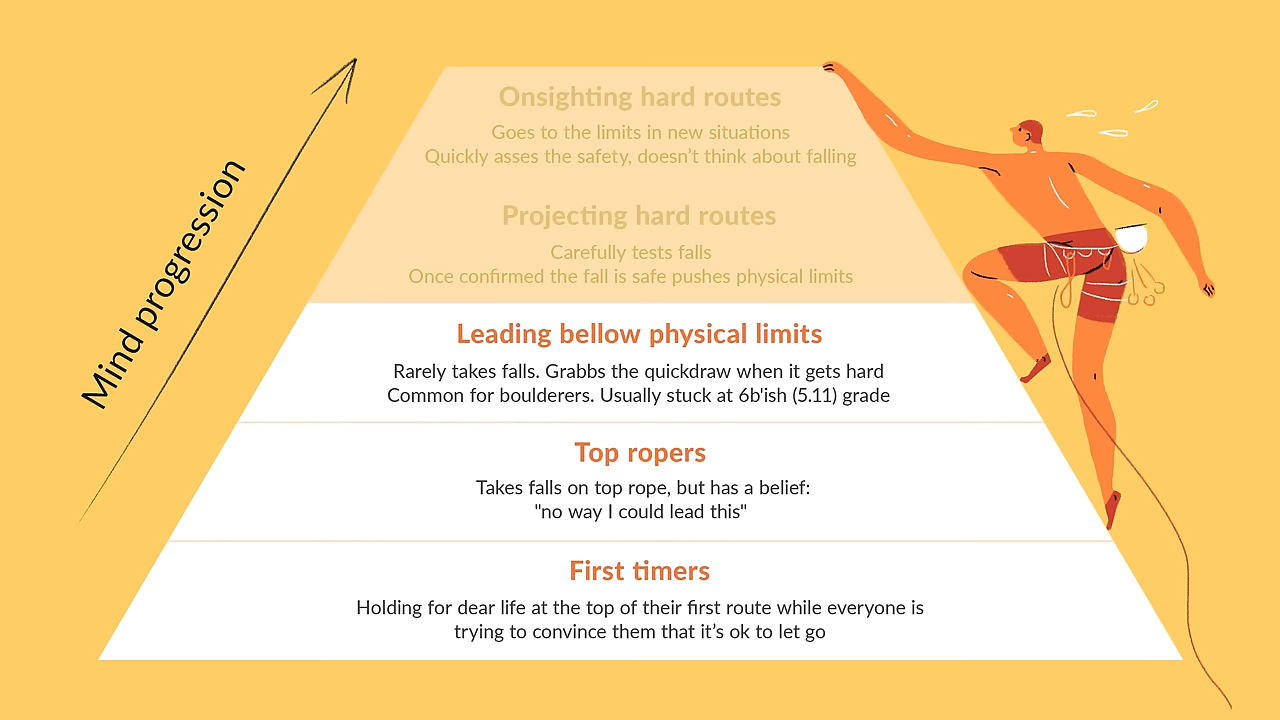 Mind progression
Onsighting hard routes
Goes to the limits in new situations
Quickly asses the safety, doesn't think about falling
Projecting hard routes
Carefully tests falls
Once confirmed the fall is safe pushes physical limits
Leading bellow physical limits
Rarely takes falls. Grabbs the quickdraw when it gets hard
Common for boulderers. Usually stuck at 6b'ish (5.11) grade
Top ropers
Takes falls on top rope, but has a belief:
"no way I could lead this"
First timers
Holding for dear life at the top of their first route while everyone is
trying to convince them that it's ok to let go